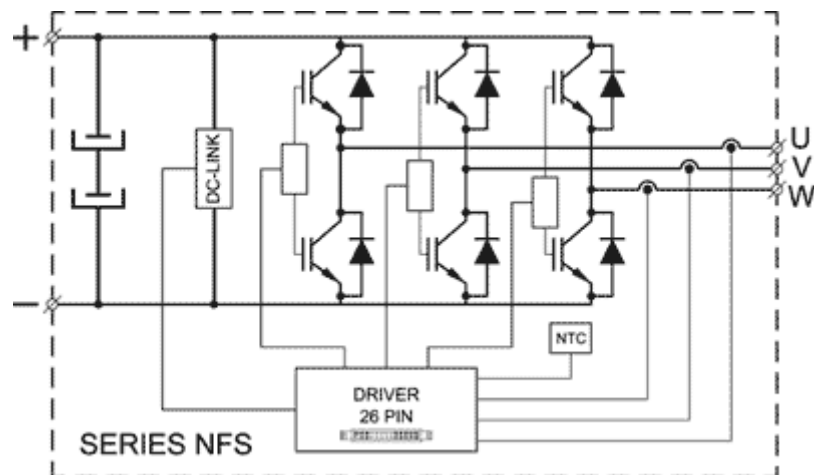 +
U
V
W
DC-LINK
−
NTC
DRIVER
26 PIN
SERIES NFS